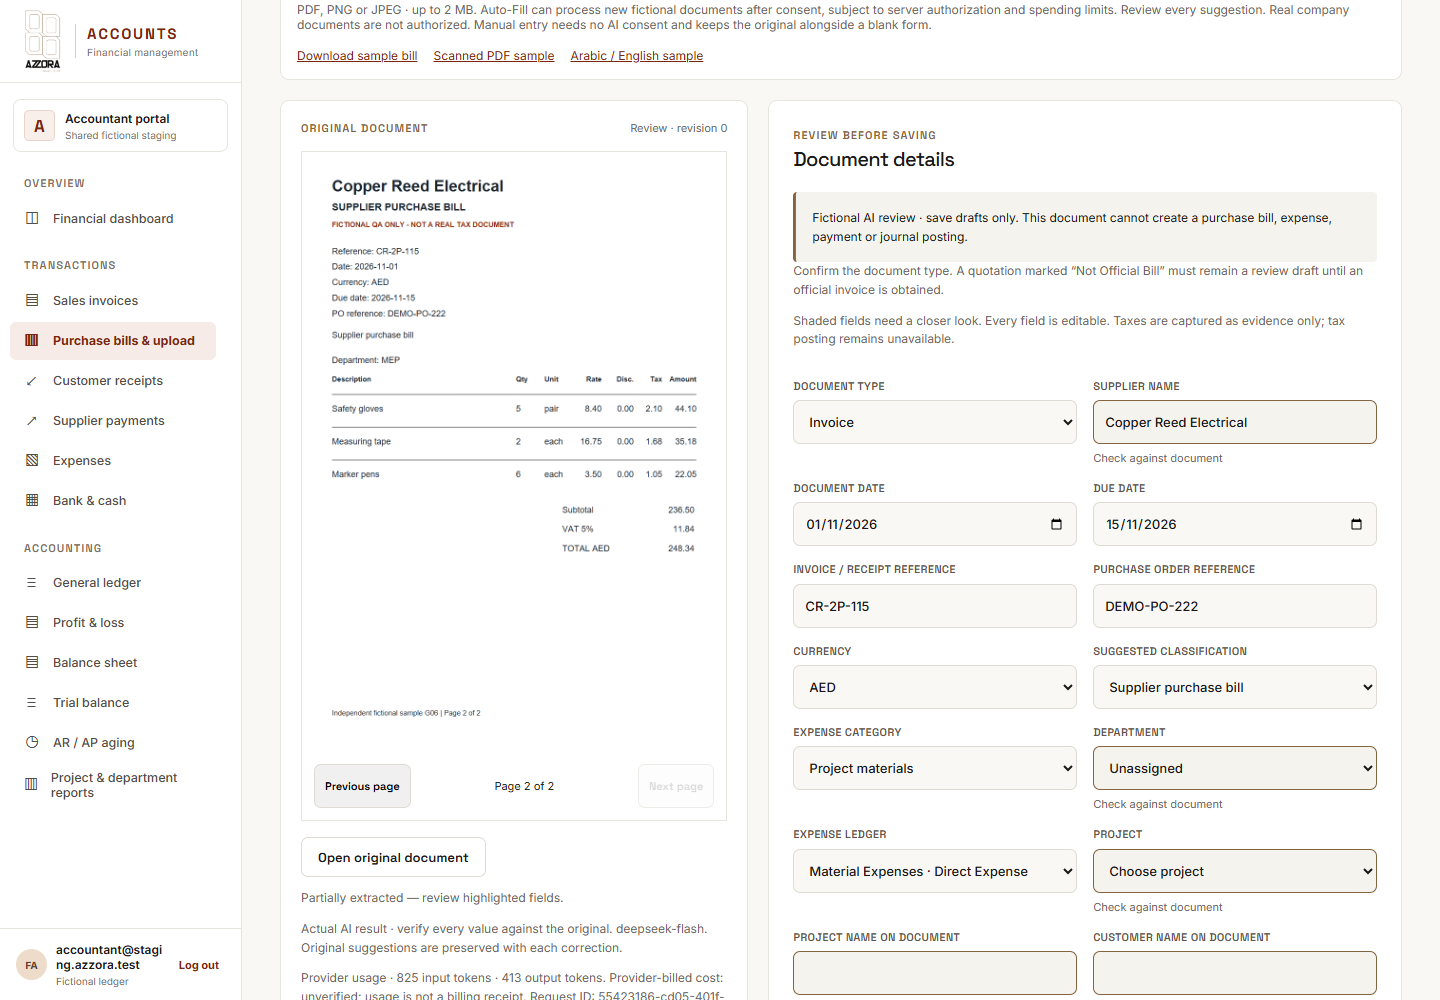 AZZORA
ACCOUNTS
Financial management
A
Accountant portal
Shared fictional staging
OVERVIEW
Financial dashboard
TRANSACTIONS
Sales invoices
Purchase bills & upload
Customer receipts
Supplier payments
Expenses
Bank & cash
ACCOUNTING
General ledger
Profit & loss
Balance sheet
Trial balance
AR / AP aging
Project & department
reports
FA
accountant@stagi
ng.azzora.test
Fictional ledger
Log out
PDF, PNG or JPEG · up to 2 MB. Auto-Fill can process new fictional documents after consent, subject to server authorization and spending limits. Review every suggestion. Real company
documents are not authorized. Manual entry needs no AI consent and keeps the original alongside a blank form.
Download sample bill Scanned PDF sample Arabic / English sample
ORIGINAL DOCUMENT Review · revision 0
Copper Reed Electrical
SUPPLIER PURCHASE BILL
FICTIONAL QA ONLY - NOT A REAL TAX DOCUMENT
Reference: CR-2P-115
Date: 2026-11-01
Currency: AED
Due date: 2026-11-15
PO reference: DEMO-PO-222
Supplier purchase bill
Department: MEP
Description Qty Unit Rate Disc. Tax Amount
Safety gloves 5 pair 8.40 0.00 2.10 44.10
Measuring tape 2 each 16.75 0.00 1.68 35.18
Marker pens 6 each 3.50 0.00 1.05 22.05
Subtotal 236.50
VAT 5% 11.84
TOTAL AED 248.34
Independent fictional sample G06 | Page 2 of 2
Previous page Page 2 of 2 Next page
Open original document
Partially extracted — review highlighted fields.
Actual AI result · verify every value against the original. deepseek-flash.
Original suggestions are preserved with each correction.
Provider usage · 825 input tokens · 413 output tokens. Provider-billed cost:
unverified; usage is not a billing receipt. Request ID: 55423186-cd05-401f-
REVIEW BEFORE SAVING
Document details
Fictional AI review · save drafts only. This document cannot create a purchase bill, expense,
payment or journal posting.
Confirm the document type. A quotation marked “Not Official Bill” must remain a review draft until an
official invoice is obtained.
Shaded fields need a closer look. Every field is editable. Taxes are captured as evidence only; tax
posting remains unavailable.
DOCUMENT TYPE SUPPLIER NAME
Invoice Copper Reed Electrical
Check against document
DOCUMENT DATE DUE DATE
01/11/2026 15/11/2026
INVOICE / RECEIPT REFERENCE PURCHASE ORDER REFERENCE
CR-2P-115 DEMO-PO-222
CURRENCY SUGGESTED CLASSIFICATION
AED Supplier purchase bill
EXPENSE CATEGORY DEPARTMENT
Project materials Unassigned
Check against document
EXPENSE LEDGER PROJECT
Material Expenses · Direct Expense Choose project
Check against document
PROJECT NAME ON DOCUMENT CUSTOMER NAME ON DOCUMENT